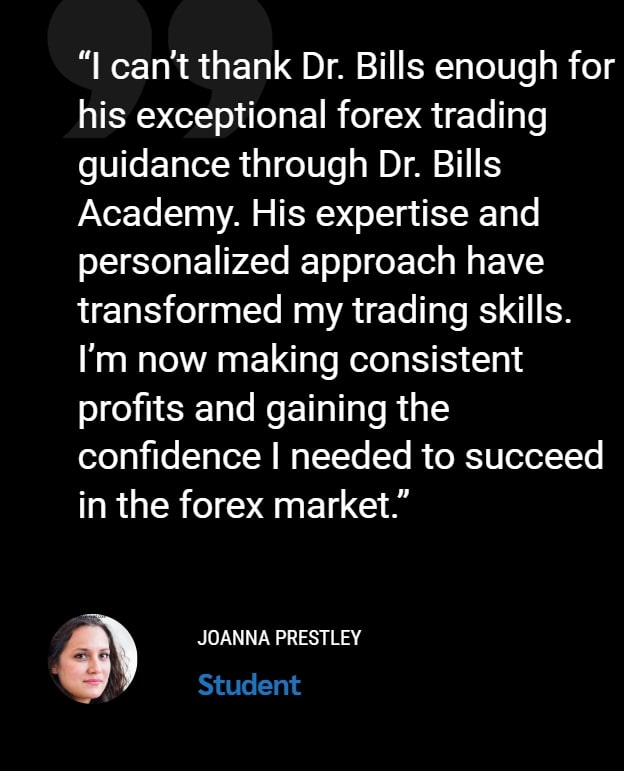 “I can’t thank Dr. Bills enough for
his exceptional forex trading
guidance through Dr. Bills
Academy. His expertise and
personalized approach have
transformed my trading skills.
I’m now making consistent
profits and gaining the
confidence I needed to succeed
in the forex market.”
JOANNA PRESTLEY
Student